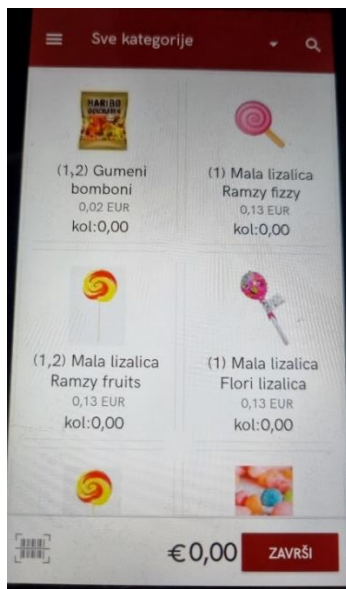 Sve kategorije
HARIBO
(1,2) Gumeni
bomboni
0,02 EUR
kol:0,00
(1) Mala lizalica
Ramzy fizzy
0,13 EUR
kol:0,00
(1,2) Mala lizalica
Ramzy fruits
0,13 EUR
kol:0,00
(1) Mala lizalica
Flori lizalica
0,13 EUR
kol:0,00
€0,00
ZAVRŠI